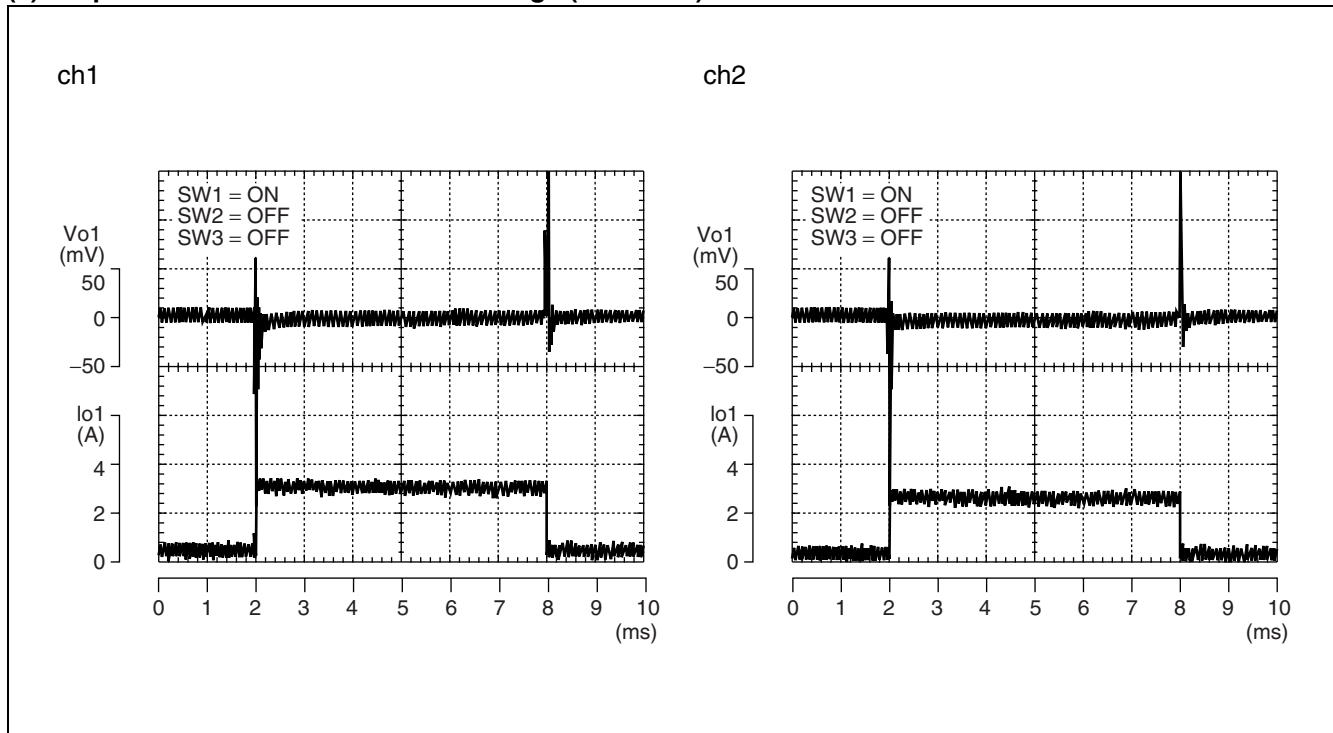 ch1
ch2
SW1 = ON
SW2 = OFF
SW3 = OFF
Vo1
(mV)
50
0
−50
Io1
(A)
4
2
0
0 1 2 3 4 5 6 7 8 9 10
(ms)
SW1 = ON
SW2 = OFF
SW3 = OFF
Vo1
(mV)
50
0
−50
Io1
(A)
4
2
0
0 1 2 3 4 5 6 7 8 9 10
(ms)